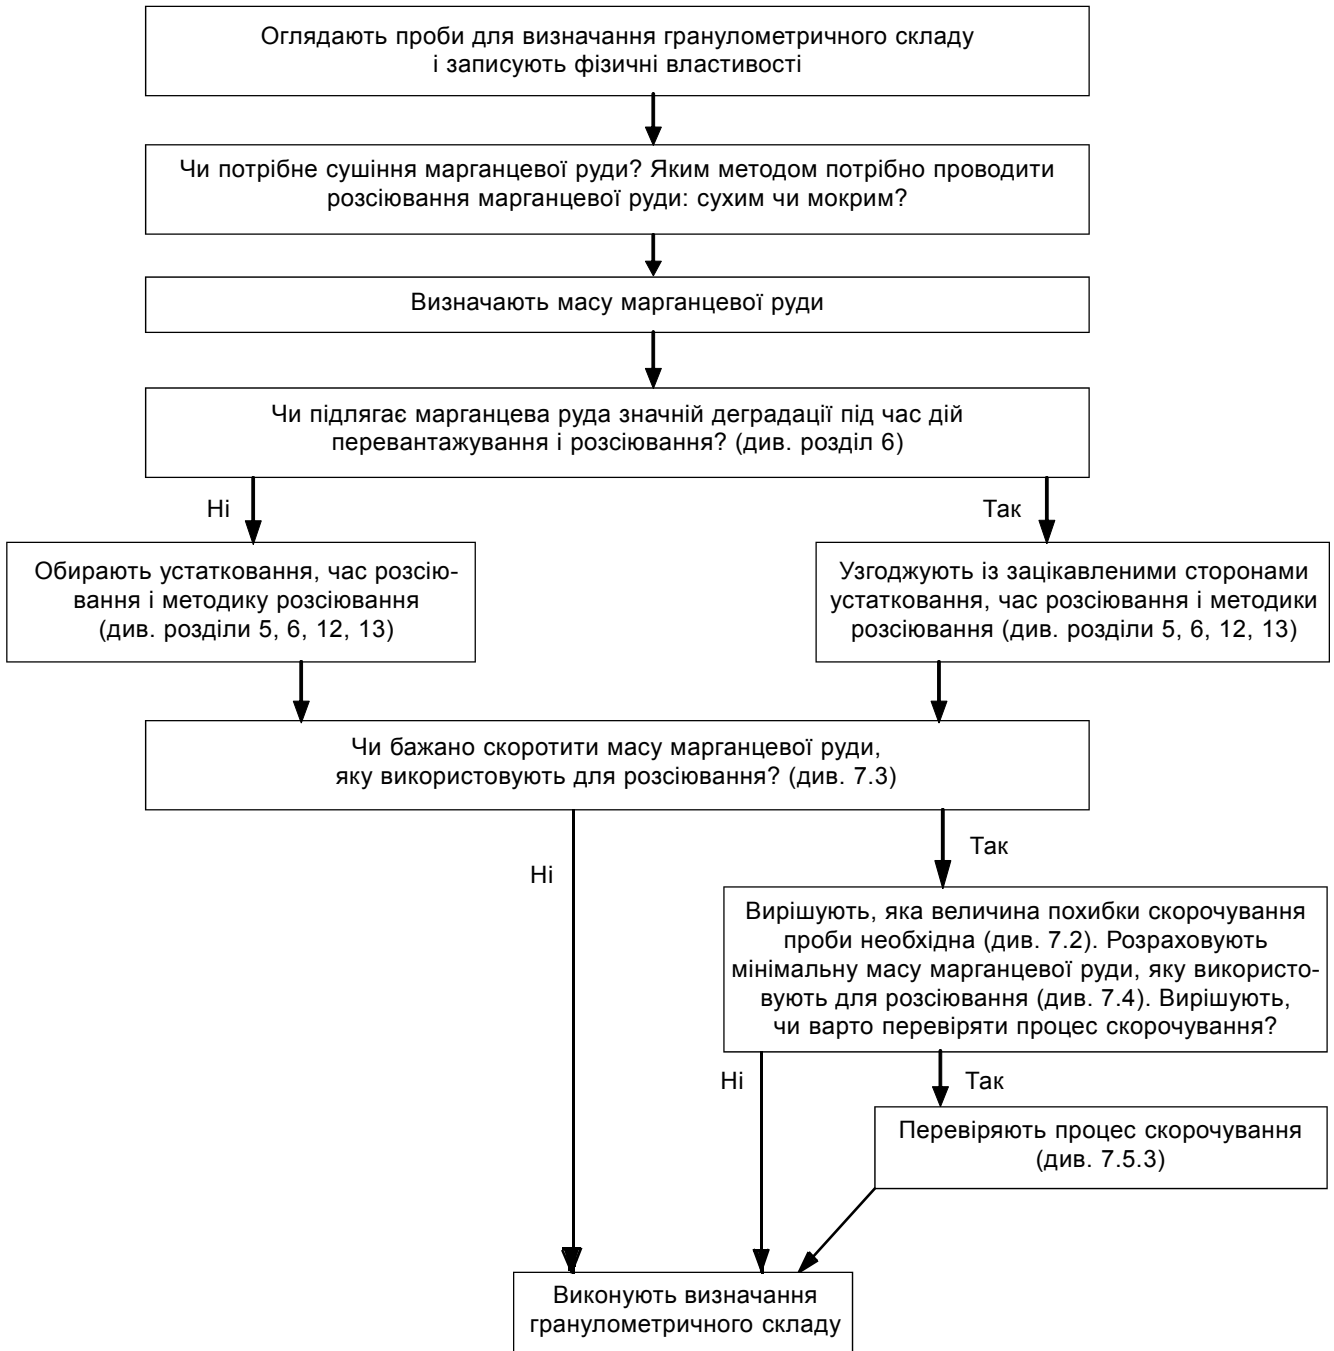 Оглядають проби для визначання гранулометричного складу
і записують фізичні властивості
Чи потрібне сушіння марганцевої руди? Яким методом потрібно проводити
розсіювання марганцевої руди: сухим чи мокрим?
Визначають масу марганцевої руди
Чи підлягає марганцева руда значній деградації під час дій
перевантажування і розсіювання? (див. розділ 6)
Ні
Так
Обирають устатковання, час розсію-
вання і методику розсіювання
(див. розділи 5, 6, 12, 13)
Узгоджують із зацікавленими сторонами
устатковання, час розсіювання і методики
розсіювання (див. розділи 5, 6, 12, 13)
Чи бажано скоротити масу марганцевої руди,
яку використовують для розсіювання? (див. 7.3)
Ні
Так
Вирішують, яка величина похибки скорочування
проби необхідна (див. 7.2). Розраховують
мінімальну масу марганцевої руди, яку використо-
вують для розсіювання (див. 7.4). Вирішують,
чи варто перевіряти процес скорочування?
Ні
Так
Перевіряють процес скорочування
(див. 7.5.3)
Виконують визначання
гранулометричного складу